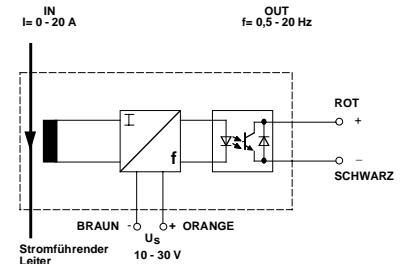 IN
I= 0 - 20 A
OUT
f= 0,5 - 20 Hz
ROT
+
I
f
−
SCHWARZ
BRAUN - + ORANGE
Us
10 - 30 V
Stromführender
Leiter